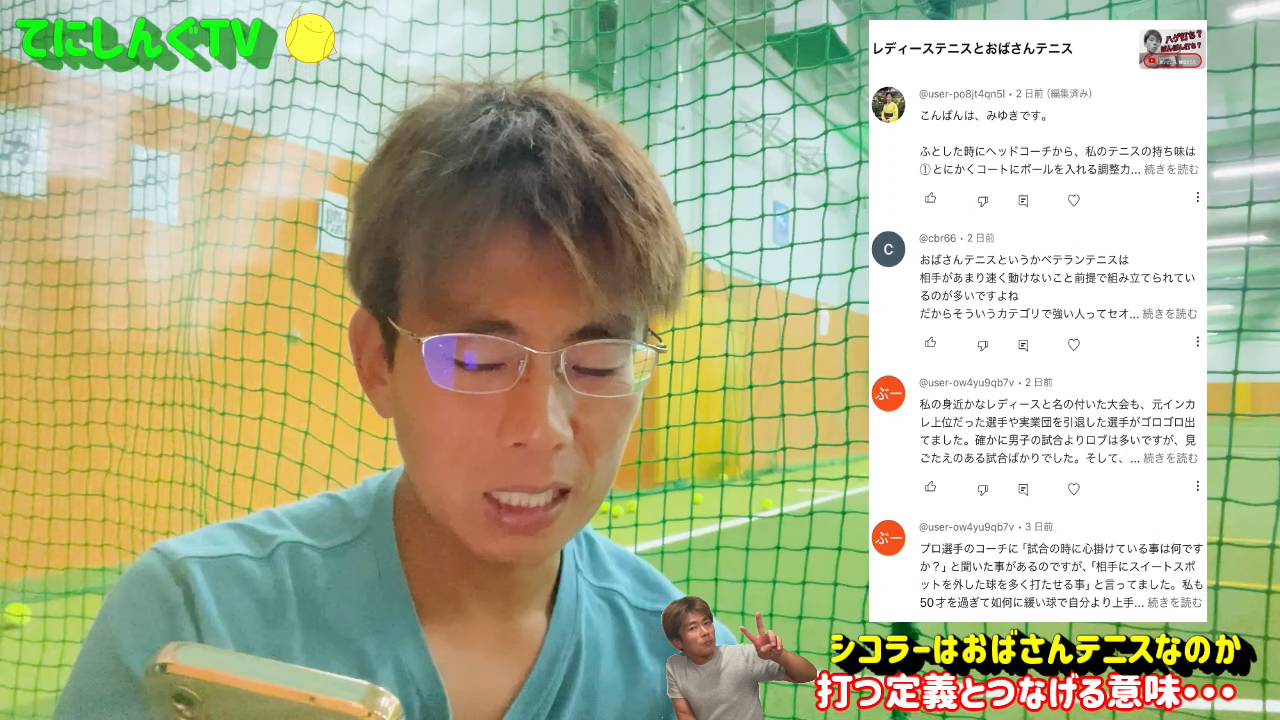 てにしんぐTV
レディーステニスとおばさんテニス
ハゲ打ち？
ぱんぱん打ち？
@user-po8jt4qn5l・2 日前（編集済み）
こんばんは、みゆきです。
ふとした時にヘッドコーチから、私のテニスの持ち味は
①とにかくコートにボールを入れる調整力... 続きを読む
C
@cbr66・2 日前
おばさんテニスというかベテランテニスは
相手があまり速く動けないこと前提で組み立てられてい
るのが多いですよね
だからそういうカテゴリで強い人ってセオ... 続きを読む
ぶー
@user-ow4yu9qb7v・2 日前
私の身近かなレディースと名の付いた大会も、元インカ
レ上位だった選手や実業団を引退した選手がゴロゴロ出
てました。確かに男子の試合よりロブは多いですが、見
ごたえのある試合ばかりでした。そして、... 続きを読む
ぶー
@user-ow4yu9qb7v・3 日前
プロ選手のコーチに「試合の時に心掛けている事は何です
か？」と聞いた事があるのですが、「相手にスイートスポ
ットを外した球を多く打たせる事」と言ってました。私も
50才を過ぎて如何に緩い球で自分より上手... 続きを読む
シコラーはおばさんテニスなのか
打つ定義とつなげる意味・・・